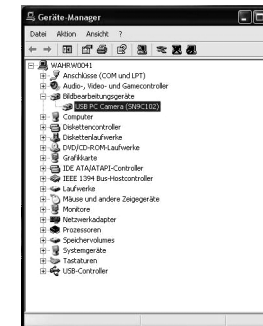 Geräte-Manager
Datei Aktion Ansicht ?
WAHRW0041
Anschlüsse (COM und LPT)
Audio-, Video- und Gamecontroller
Bildbearbeitungsgeräte
USB PC Camera (SN9C102)
Computer
Diskettencontroller
Diskettenlaufwerke
DVD/CD-ROM-Laufwerke
Grafikkarte
IDE ATA/ATAPI-Controller
IEEE 1394 Bus-Hostcontroller
Laufwerke
Mäuse und andere Zeigegeräte
Monitore
Netzwerkadapter
Prozessoren
Speichervolumes
Systemgeräte
Tastaturen
USB-Controller